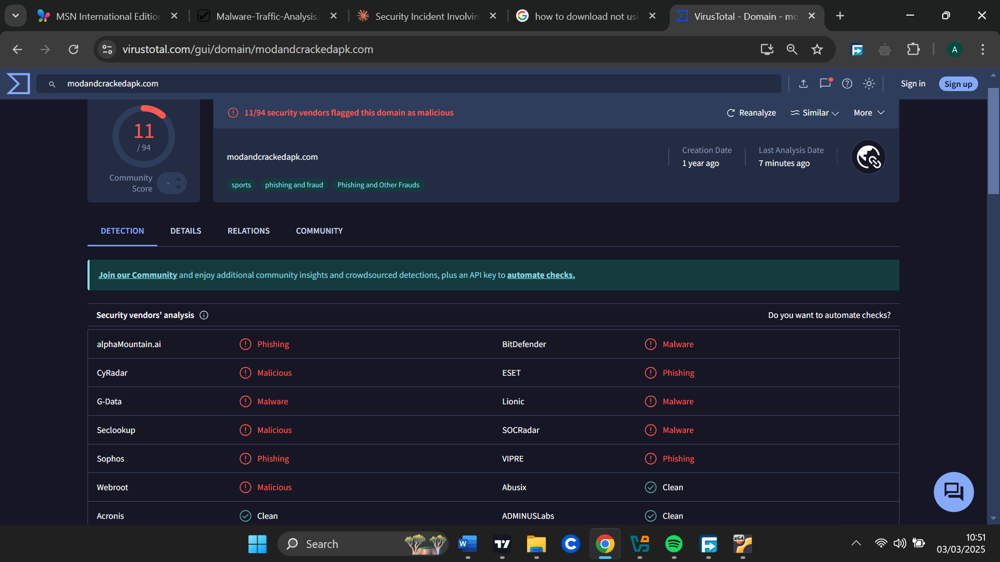 MSN International Edition
Malware-Traffic-Analysis.
Security Incident Involvin
how to download not usi
VirusTotal - Domain - mo
virustotal.com/gui/domain/modandcrackedapk.com
A
modandcrackedapk.com
Sign in
Sign up
11
/ 94
Community
Score
11/94 security vendors flagged this domain as malicious
Reanalyze
Similar
More
modandcrackedapk.com
Creation Date
1 year ago
Last Analysis Date
7 minutes ago
sports
phishing and fraud
Phishing and Other Frauds
DETECTION
DETAILS
RELATIONS
COMMUNITY
Join our Community and enjoy additional community insights and crowdsourced detections, plus an API key to automate checks.
Security vendors' analysis
Do you want to automate checks?
alphaMountain.ai
Phishing
BitDefender
Malware
CyRadar
Malicious
ESET
Phishing
G-Data
Malware
Lionic
Malware
Seclookup
Malicious
SOCRadar
Malware
Sophos
Phishing
VIPRE
Phishing
Webroot
Malicious
Abusix
Clean
Acronis
Clean
ADMINUSLabs
Clean
Search
x64
10:51
03/03/2025